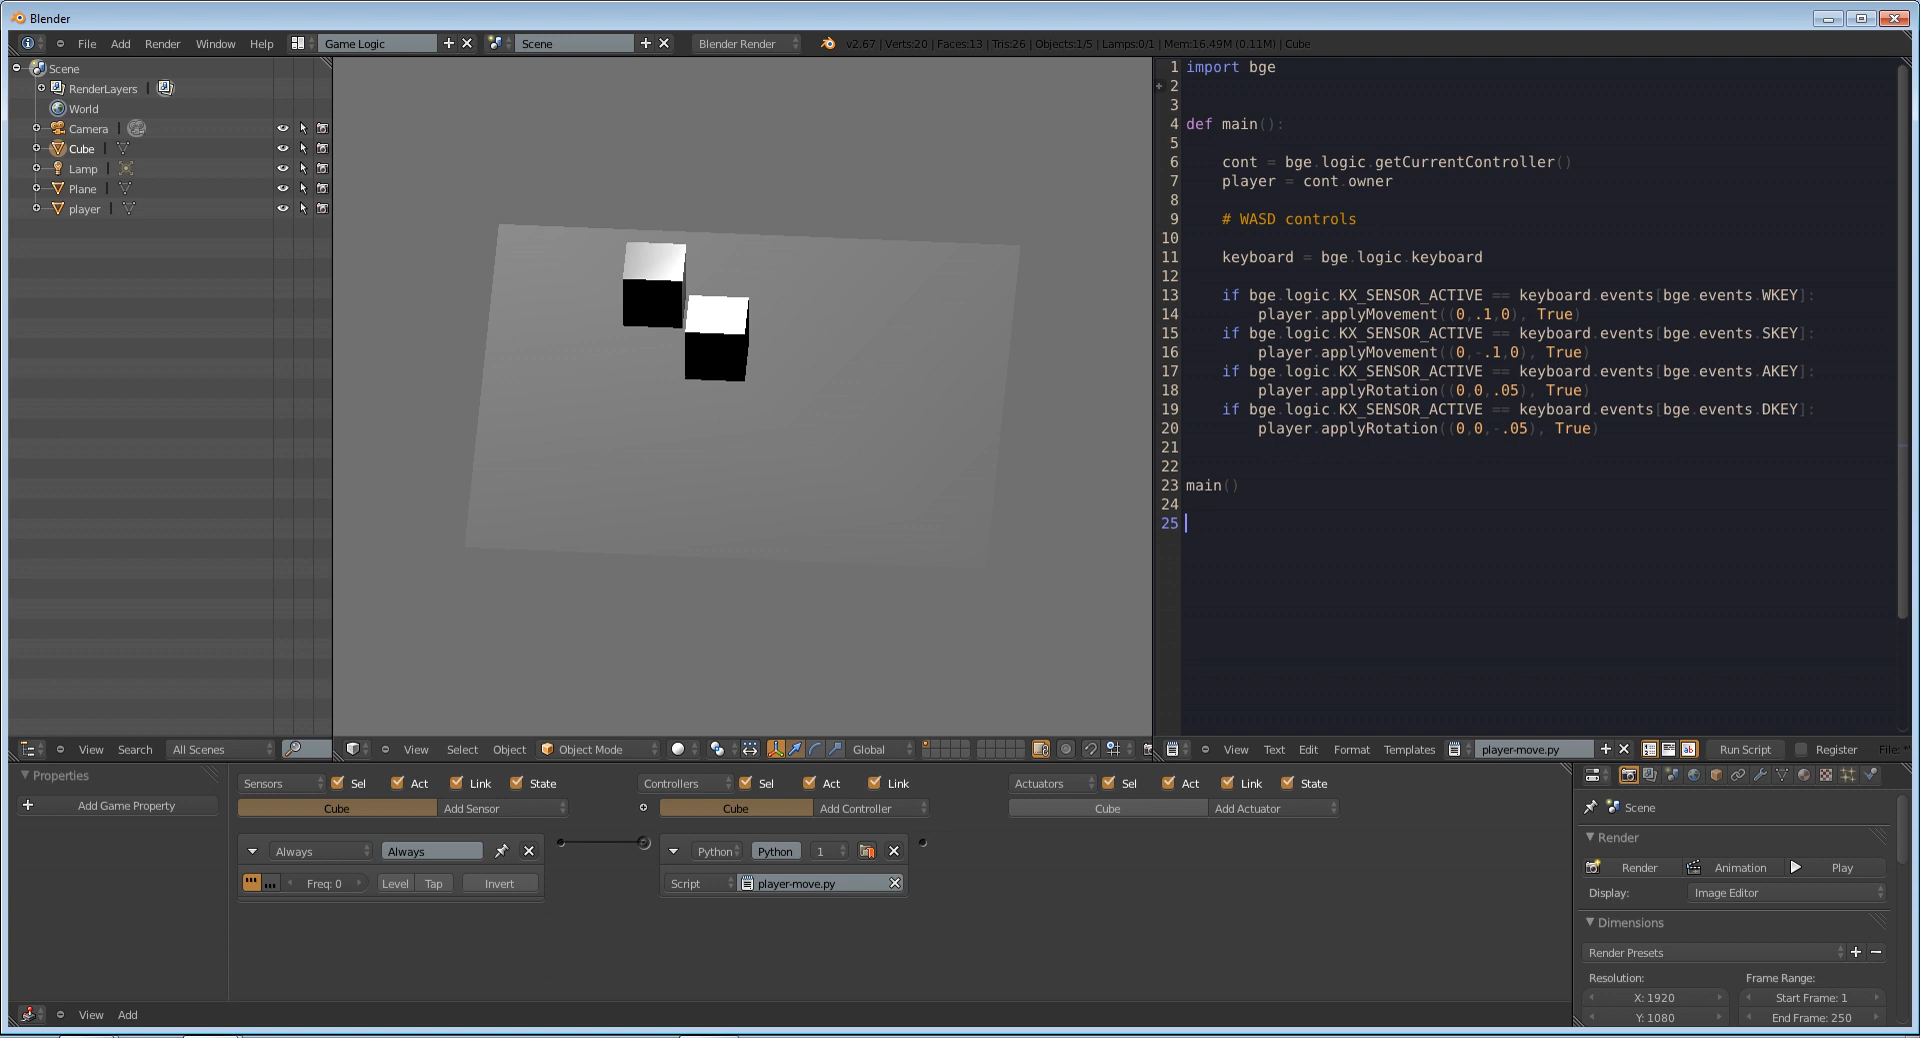 Blender
File Add Render Window Help Game Logic Scene Blender Render v2.67 | Verts:20 | Faces:13 | Tris:26 | Objects:1/5 | Lamps:0/1 | Mem:16.49M (0.11M) | Cube
Scene
RenderLayers
World
Camera
Cube
Lamp
Plane
player
View Search All Scenes
View Select Object Object Mode Global
1 import bge
2
3
4 def main():
5
6 cont = bge.logic.getCurrentController()
7 player = cont.owner
8
9 # WASD controls
10
11 keyboard = bge.logic.keyboard
12
13 if bge.logic.KX_SENSOR_ACTIVE == keyboard.events[bge.events.WKEY]:
14 player.applyMovement((0,.1,0), True)
15 if bge.logic.KX_SENSOR_ACTIVE == keyboard.events[bge.events.SKEY]:
16 player.applyMovement((0,-.1,0), True)
17 if bge.logic.KX_SENSOR_ACTIVE == keyboard.events[bge.events.AKEY]:
18 player.applyRotation((0,0,.05), True)
19 if bge.logic.KX_SENSOR_ACTIVE == keyboard.events[bge.events.DKEY]:
20 player.applyRotation((0,0,-.05), True)
21
22
23 main()
24
25
View Text Edit Format Templates player-move.py Run Script Register File: *
Properties
Add Game Property
Sensors Sel Act Link State
Cube Add Sensor
Always Always
Freq: 0 Level Tap Invert
Controllers Sel Act Link
Cube Add Controller
Python Python 1
Script player-move.py
Actuators Sel Act Link State
Cube Add Actuator
View Add
Scene
Render
Render Animation Play
Display: Image Editor
Dimensions
Render Presets
Resolution: Frame Range:
X: 1920 Start Frame: 1
Y: 1080 End Frame: 250